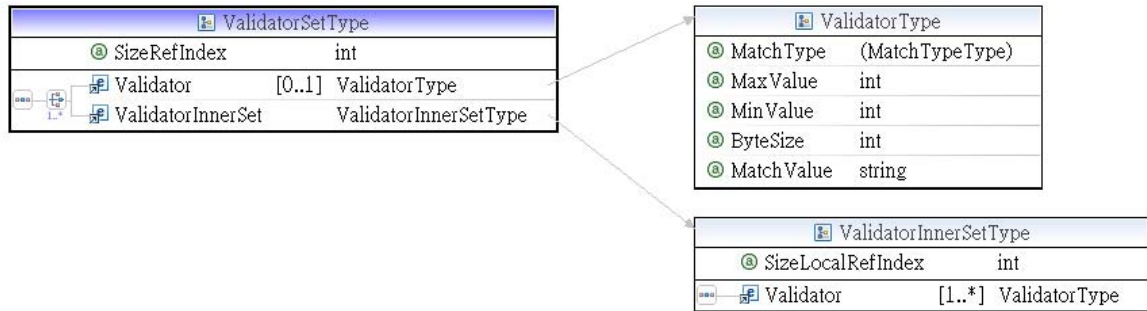 ValidatorSetType
SizeRefIndex int
Validator [0..1] ValidatorType
1..*
ValidatorInnerSet ValidatorInnerSetType
ValidatorType
MatchType (MatchTypeType)
MaxValue int
MinValue int
ByteSize int
MatchValue string
ValidatorInnerSetType
SizeLocalRefIndex int
Validator [1..*] ValidatorType